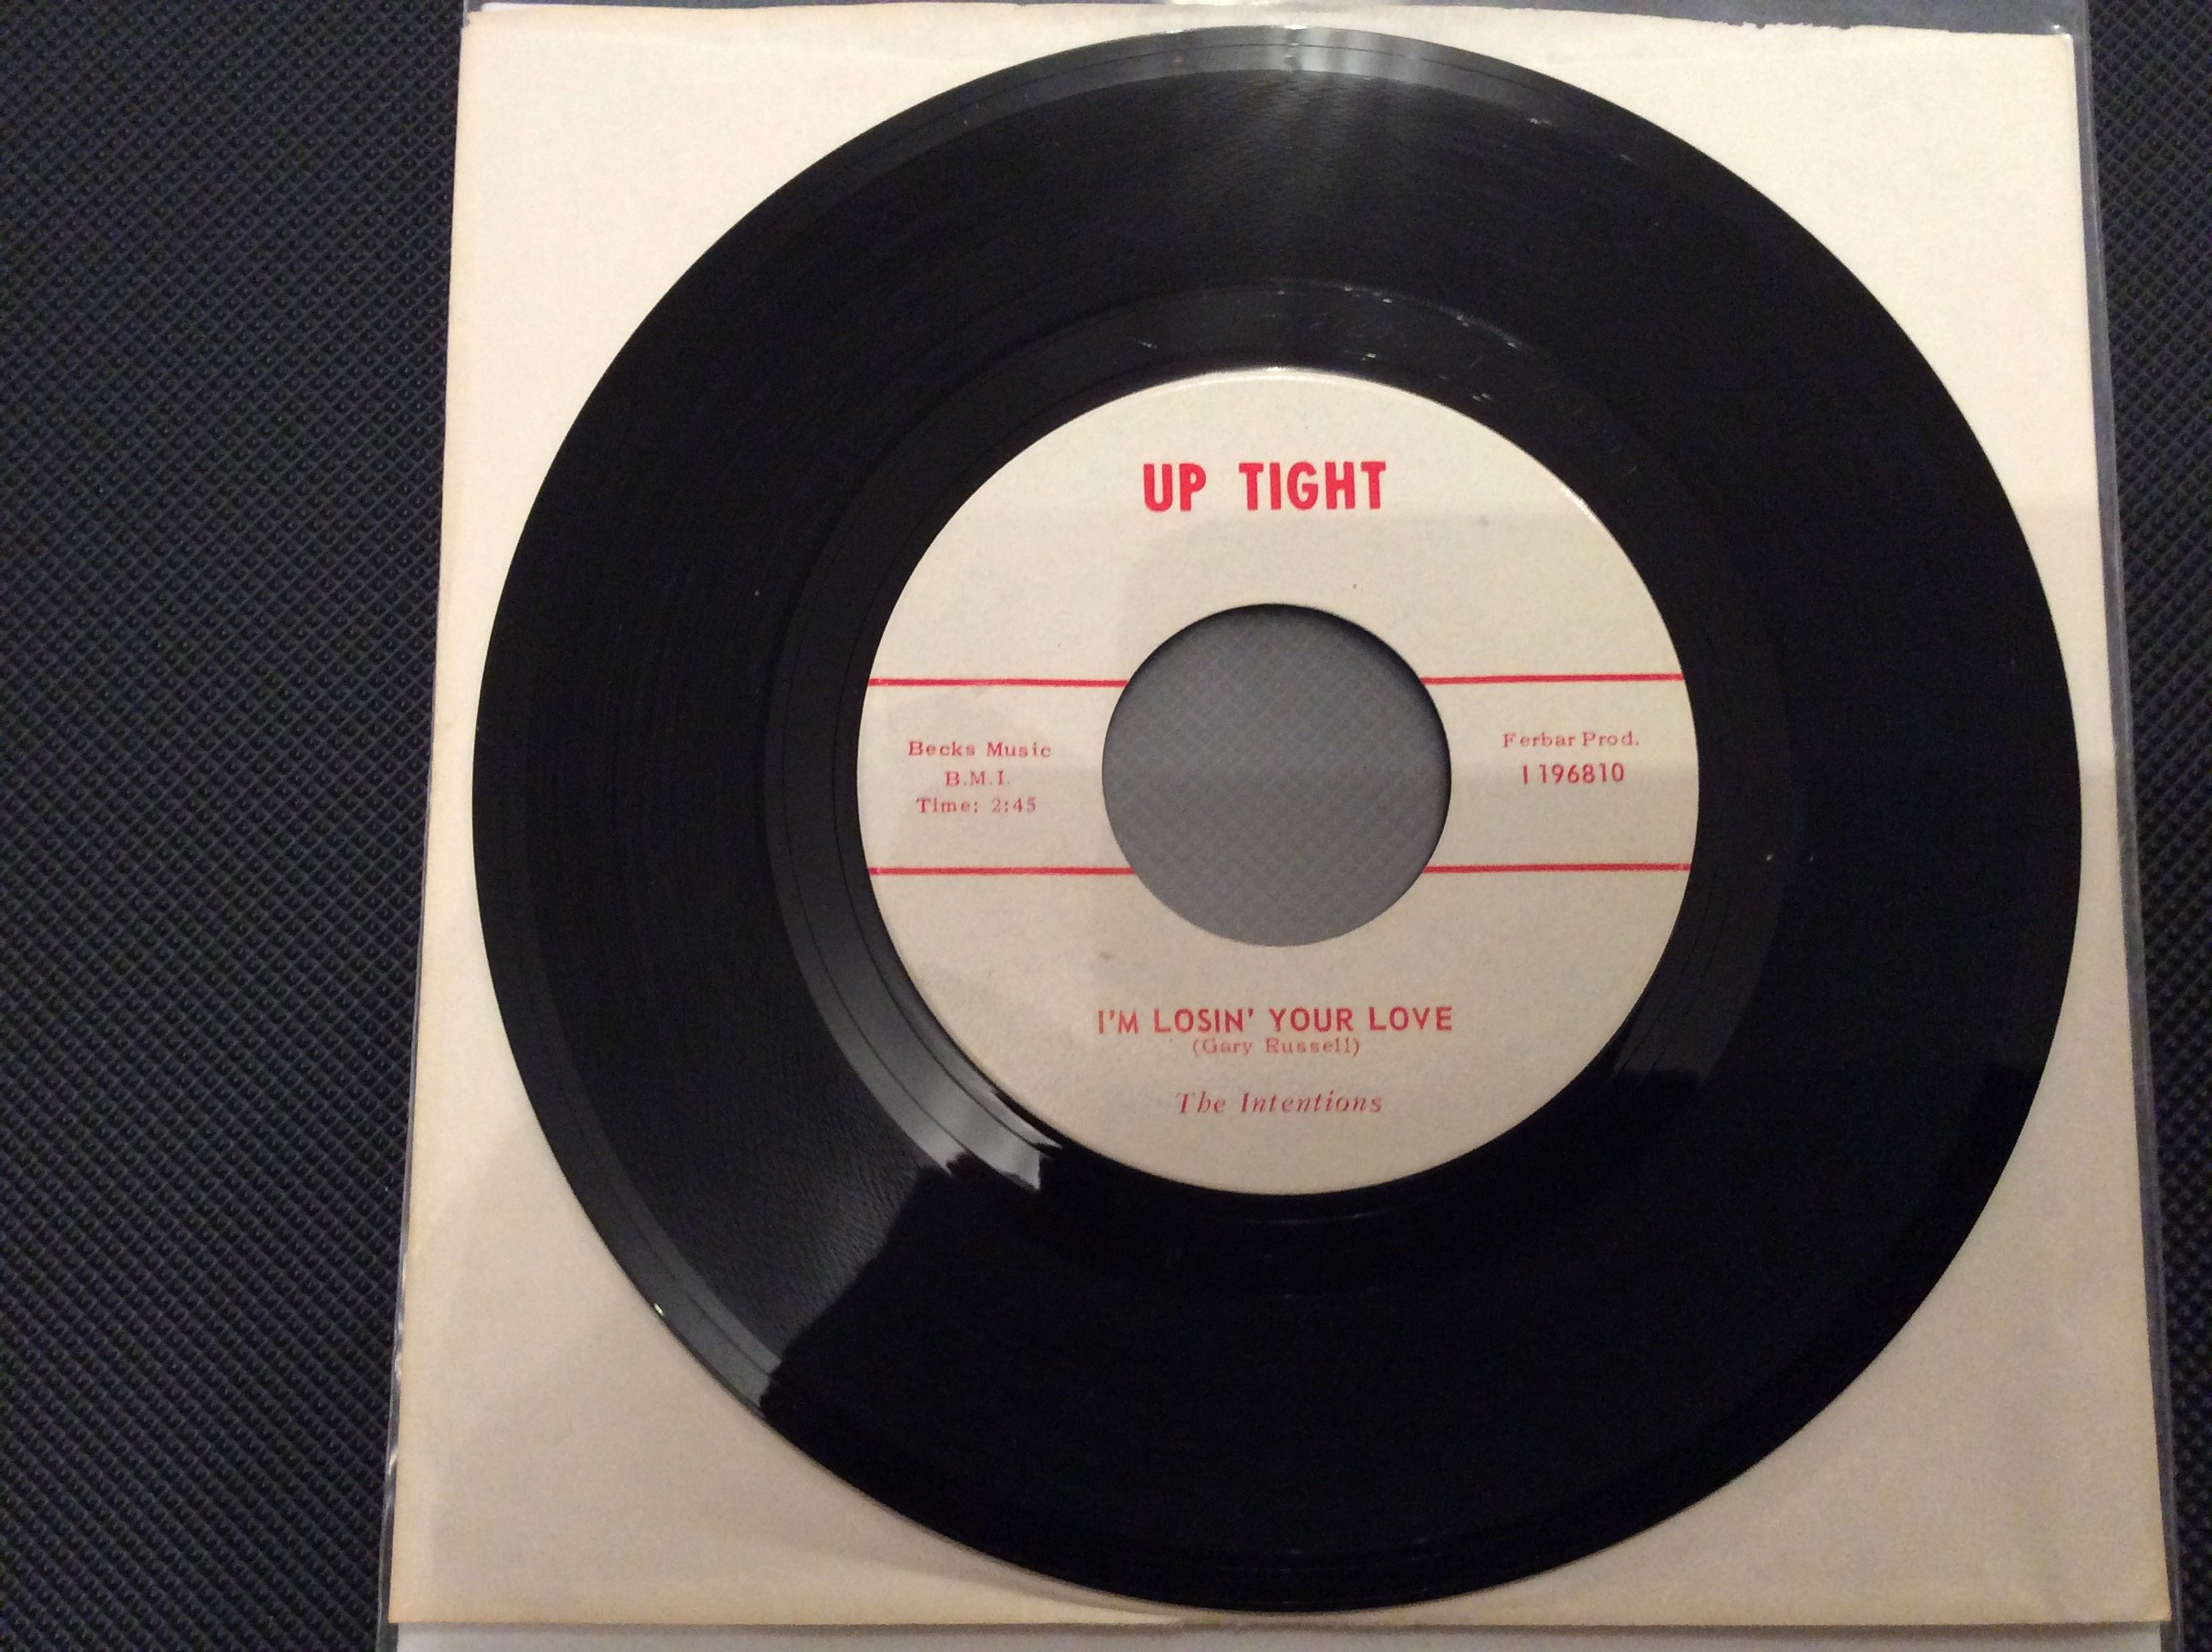 UP TIGHT
Becks Music
B.M.I.
Time: 2:45
Ferbar Prod.
I 196810
I'M LOSIN' YOUR LOVE
(Gary Russell)
The Intentions